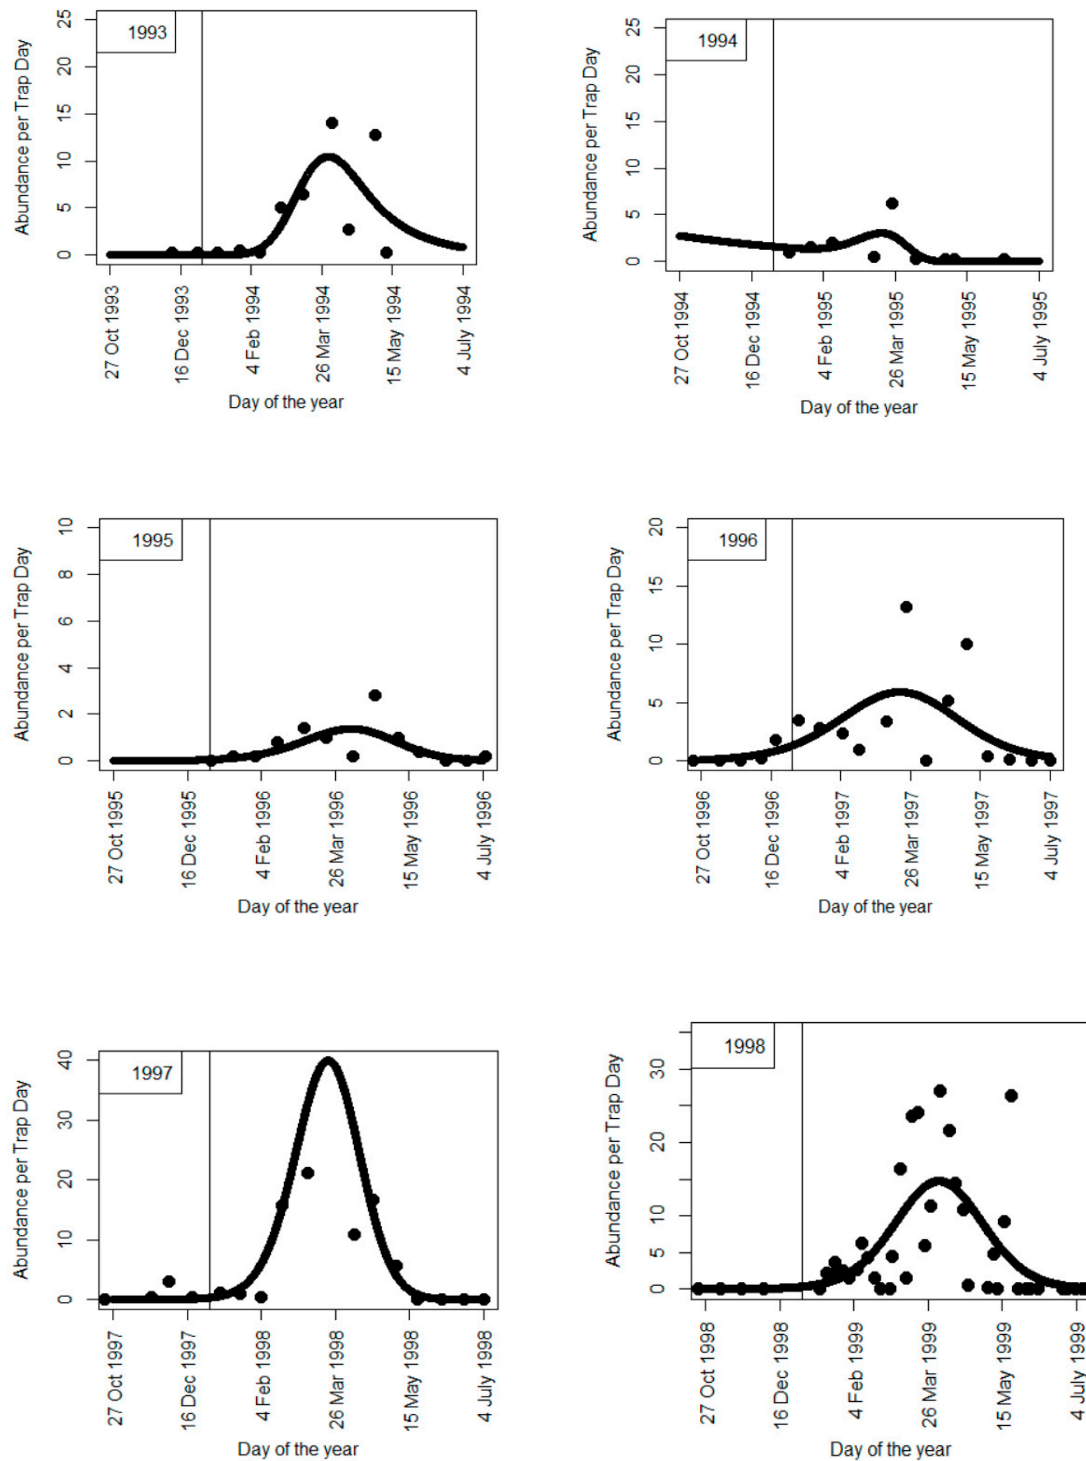 1993
Abundance per Trap Day
25
20
15
10
5
0
27 Oct 1993
16 Dec 1993
4 Feb 1994
26 Mar 1994
15 May 1994
4 July 1994
Day of the year
1994
Abundance per Trap Day
25
20
15
10
5
0
27 Oct 1994
16 Dec 1994
4 Feb 1995
26 Mar 1995
15 May 1995
4 July 1995
Day of the year
1995
Abundance per Trap Day
10
8
6
4
2
0
27 Oct 1995
16 Dec 1995
4 Feb 1996
26 Mar 1996
15 May 1996
4 July 1996
Day of the year
1996
Abundance per Trap Day
20
15
10
5
0
27 Oct 1996
16 Dec 1996
4 Feb 1997
26 Mar 1997
15 May 1997
4 July 1997
Day of the year
1997
Abundance per Trap Day
40
30
20
10
0
27 Oct 1997
16 Dec 1997
4 Feb 1998
26 Mar 1998
15 May 1998
4 July 1998
Day of the year
1998
Abundance per Trap Day
30
20
10
5
0
27 Oct 1998
16 Dec 1998
4 Feb 1999
26 Mar 1999
15 May 1999
4 July 1999
Day of the year